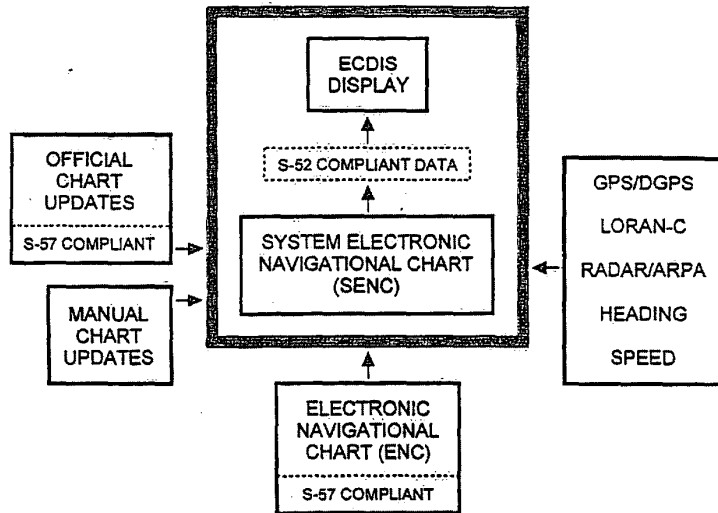 ECDIS
DISPLAY
S-52 COMPLIANT DATA
SYSTEM ELECTRONIC
NAVIGATIONAL CHART
(SENC)
OFFICIAL
CHART
UPDATES
S-57 COMPLIANT
MANUAL
CHART
UPDATES
GPS/DGPS
LORAN-C
RADAR/ARPA
HEADING
SPEED
ELECTRONIC
NAVIGATIONAL
CHART (ENC)
S-57 COMPLIANT